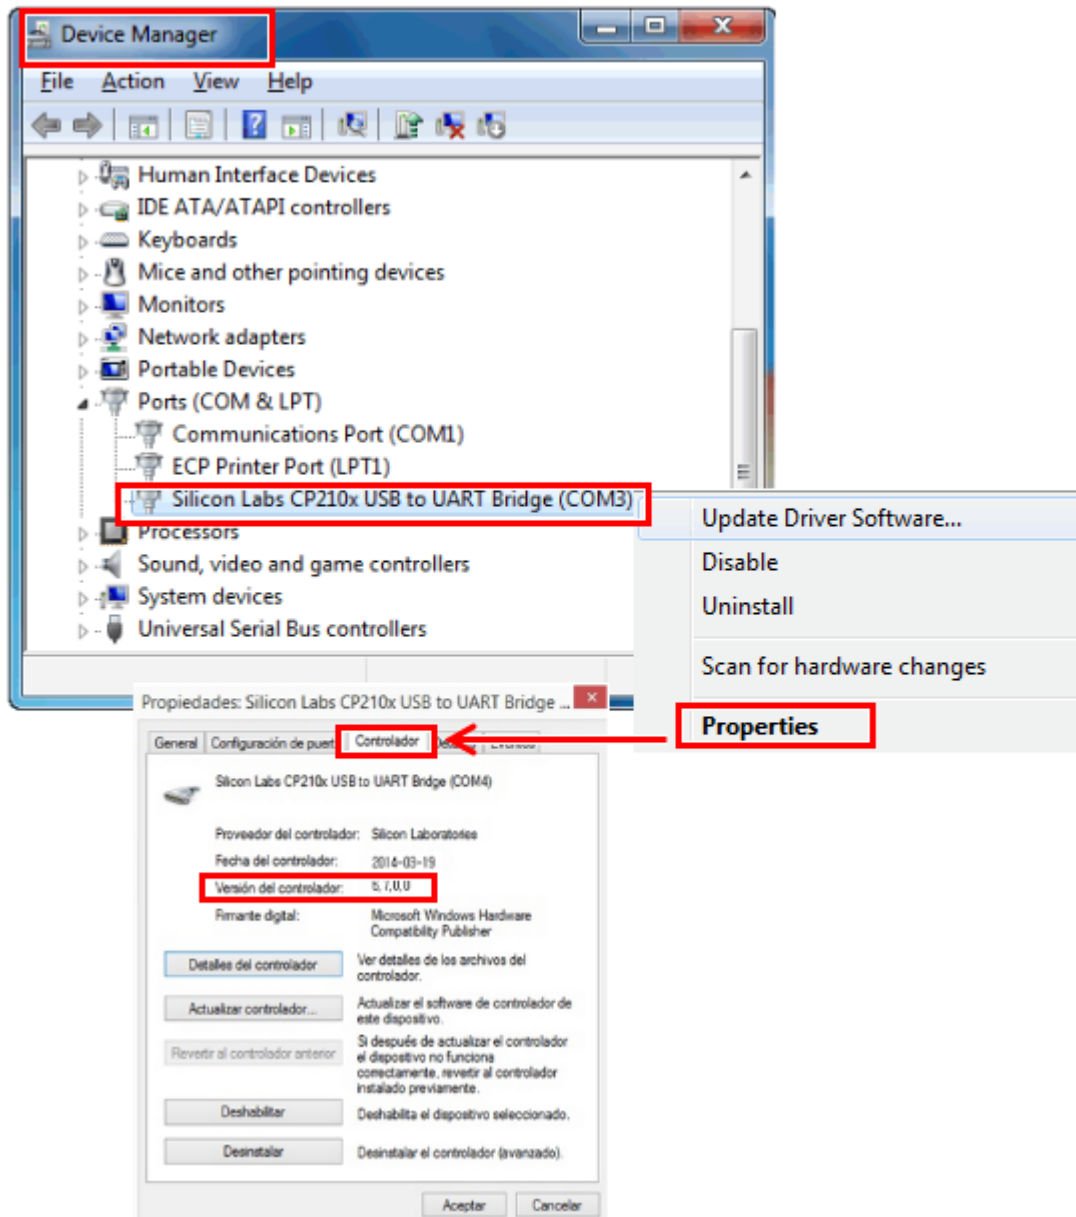 Device Manager
File Action View Help
Human Interface Devices
IDE ATA/ATAPI controllers
Keyboards
Mice and other pointing devices
Monitors
Network adapters
Portable Devices
Ports (COM & LPT)
Communications Port (COM1)
ECP Printer Port (LPT1)
Silicon Labs CP210x USB to UART Bridge (COM3)
Processors
Sound, video and game controllers
System devices
Universal Serial Bus controllers
Update Driver Software...
Disable
Uninstall
Scan for hardware changes
Properties
Propiedades: Silicon Labs CP210x USB to UART Bridge ...
General Configuración de puert Controlador
Silicon Labs CP210x USB to UART Bridge (COM4)
Proveedor del controlador: Silicon Laboratories
Fecha del controlador: 2014-03-19
Versión del controlador: 6,7,0,0
Firmante digital: Microsoft Windows Hardware
Compatibility Publisher
Detalles del controlador Ver detalles de los archivos del
controlador.
Actualizar controlador... Actualizar el software de controlador de
este dispositivo.
Revertir al controlador anterior Si después de actualizar el controlador
el dispositivo no funciona
correctamente, revertir al controlador
instalado previamente.
Deshabilitar Deshabilita el dispositivo seleccionado.
Desinstalar Desinstalar el controlador (avanzado).
Aceptar Cancelar